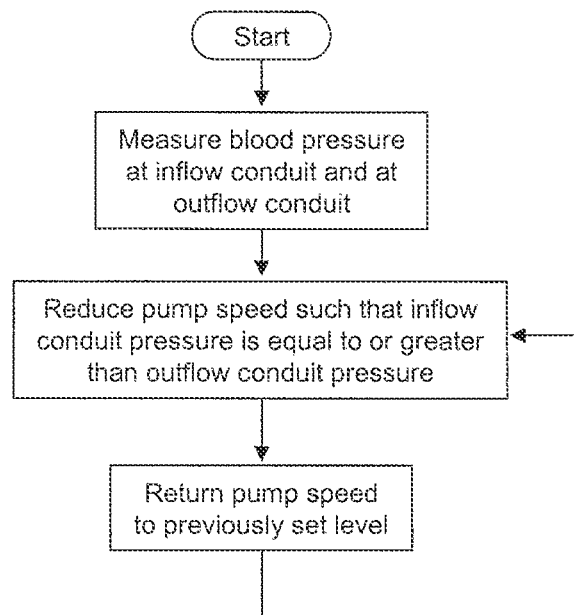 Start
Measure blood pressure
at inflow conduit and at
outflow conduit
Reduce pump speed such that inflow
conduit pressure is equal to or greater
than outflow conduit pressure
Return pump speed
to previously set level